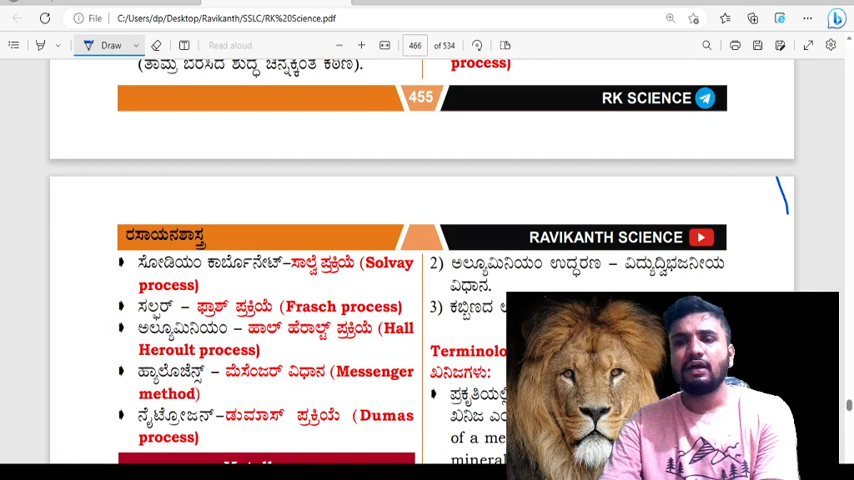 File
C:/Users/dp/Desktop/Ravikanth/SSLC/RK%20Science.pdf
Draw
Read aloud
466 of 534
(ತಾಮ್ರ ಬೆರೆಸಿದ ಶುದ್ಧ ಚಿನ್ನಕ್ಕಿಂತ ಕಠಿಣ).
process)
455
RK SCIENCE
ರಸಾಯನಶಾಸ್ತ್ರ
RAVIKANTH SCIENCE
ಸೋಡಿಯಂ ಕಾರ್ಬೊನೇಟ್–ಸಾಲ್ವೆ ಪ್ರಕ್ರಿಯೆ (Solvay
process)
ಸಲ್ಫರ್ – ಫ್ರಾಶ್ ಪ್ರಕ್ರಿಯೆ (Frasch process)
ಅಲ್ಯೂಮಿನಿಯಂ – ಹಾಲ್ ಹೆರಾಲ್ಟ್ ಪ್ರಕ್ರಿಯೆ (Hall
Heroult process)
ಹ್ಯಾಲೊಜೆನ್ಸ್ – ಮೆಸೆಂಜರ್ ವಿಧಾನ (Messenger
method)
ನೈಟ್ರೋಜನ್–ಡುಮಾಸ್ ಪ್ರಕ್ರಿಯೆ (Dumas
process)
2) ಅಲ್ಯೂಮಿನಿಯಂ ಉದ್ಧರಣ – ವಿದ್ಯುದ್ವಿಭಜನೀಯ
ವಿಧಾನ.
3) ಕಬ್ಬಿಣದ
Terminolo
ಖನಿಜಗಳು:
ಪ್ರಕೃತಿಯಲ್ಲಿ
ಖನಿಜ
of a me
minera